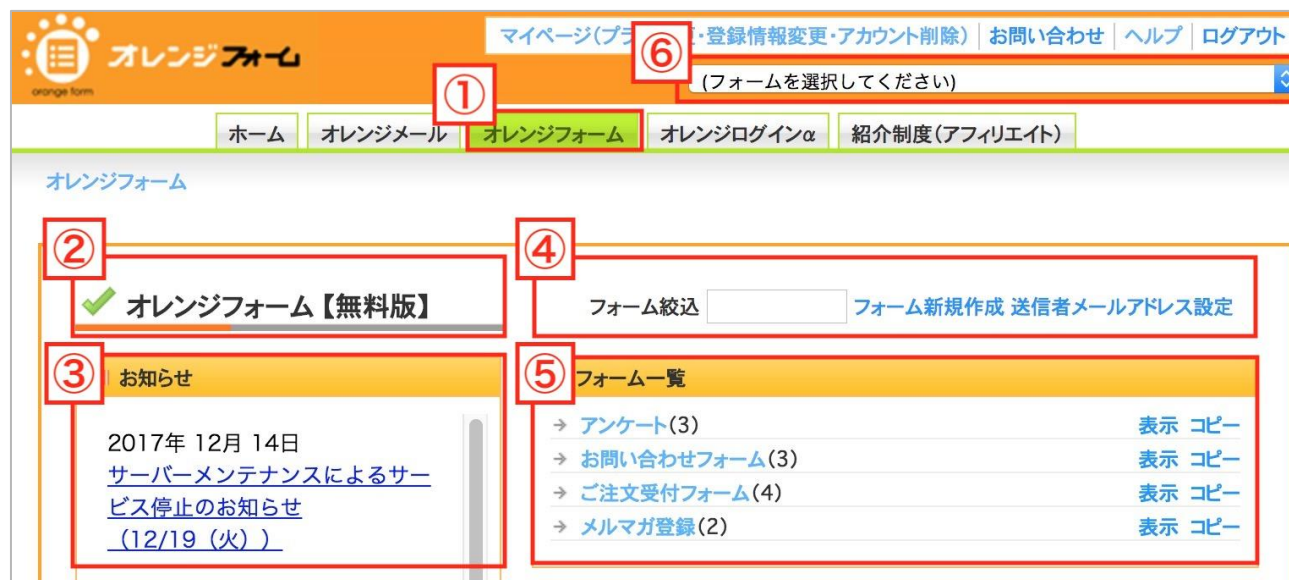 オレンジフォーム
orange form
マイページ(プラ
・登録情報変更・アカウント削除) お問い合わせ ヘルプ ログアウト
⑥
(フォームを選択してください)
①
ホーム オレンジメール オレンジフォーム オレンジログインα 紹介制度(アフィリエイト)
オレンジフォーム
②
オレンジフォーム【無料版】
④
フォーム絞込 フォーム新規作成 送信者メールアドレス設定
③
お知らせ
2017年 12月 14日
サーバーメンテナンスによるサー
ビス停止のお知らせ
(12/19(火))
⑤
フォーム一覧
アンケート(3) 表示 コピー
お問い合わせフォーム(3) 表示 コピー
ご注文受付フォーム(4) 表示 コピー
メルマガ登録(2) 表示 コピー